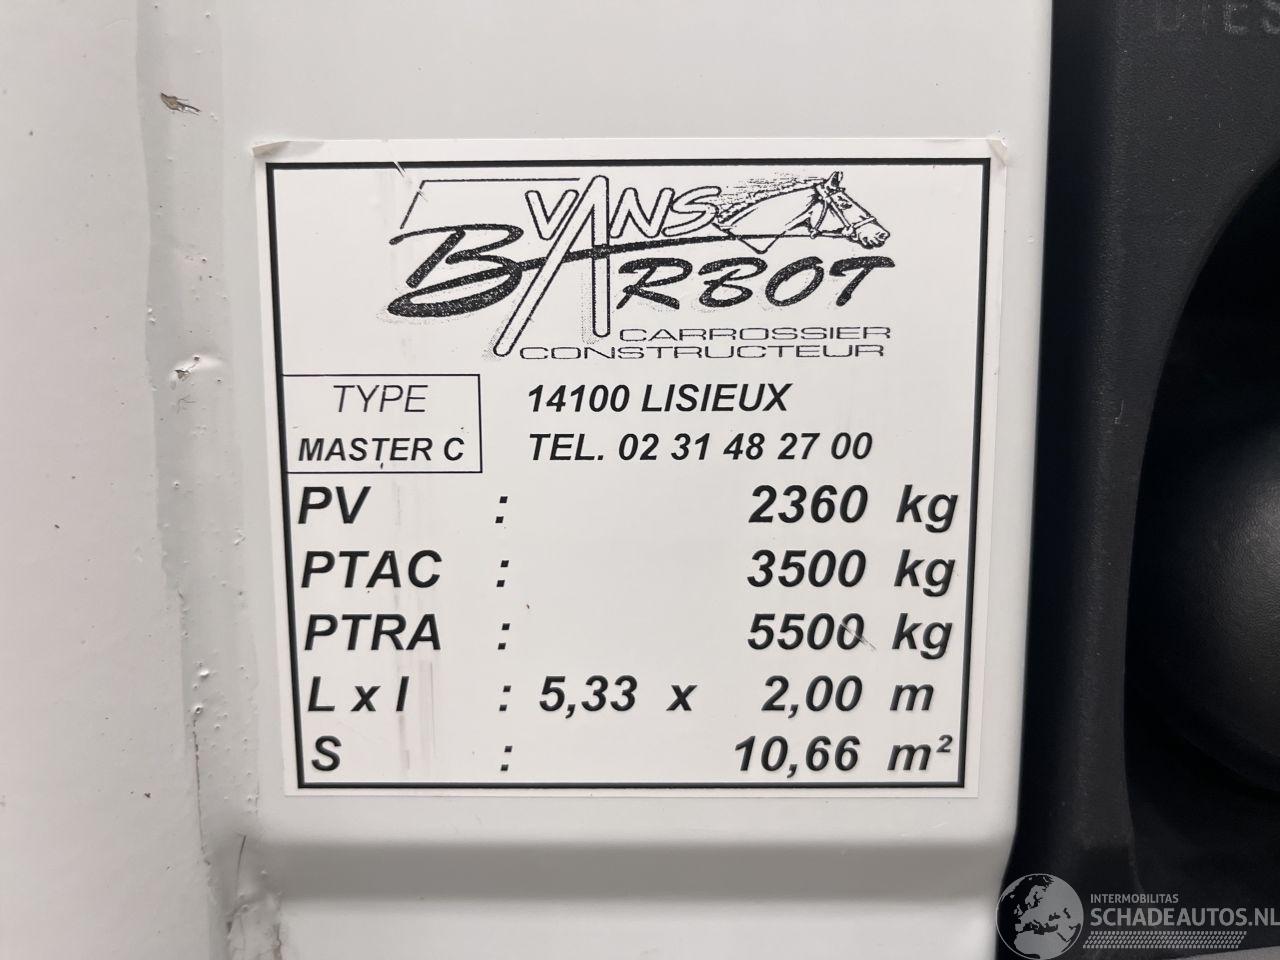 DIES
VANS
BARBOT
CARROSSIER
CONSTRUCTEUR
TYPE
MASTER C
14100 LISIEUX
TEL. 02 31 48 27 00
PV : 2360 kg
PTAC : 3500 kg
PTRA : 5500 kg
L x l : 5,33 x 2,00 m
S : 10,66 m²
INTERMOBILITAS
SCHADEAUTOS.NL